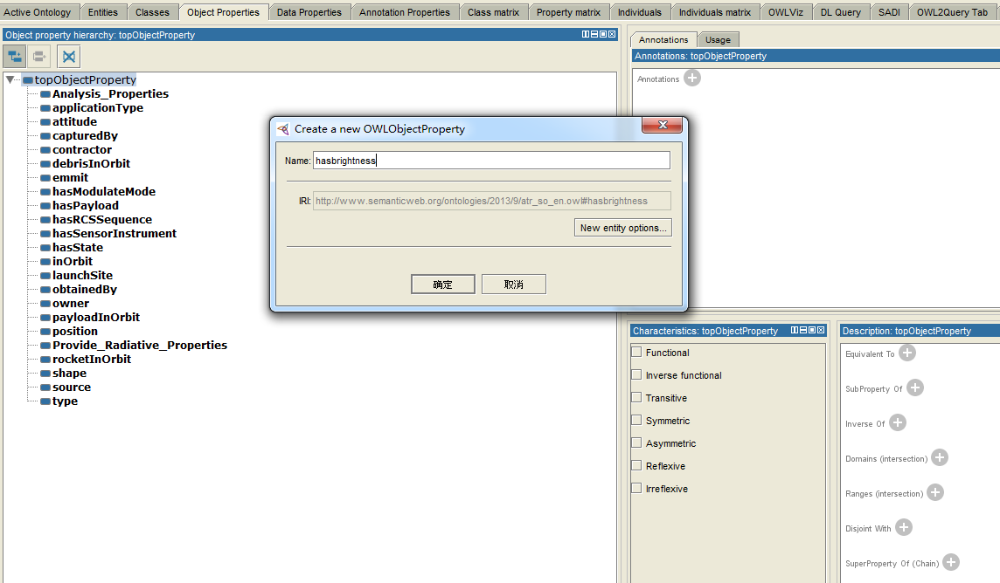 Active Ontology Entities Classes Object Properties Data Properties Annotation Properties Class matrix Property matrix Individuals Individuals matrix OWLViz DL Query SADI OWL2Query Tab
Object property hierarchy: topObjectProperty
topObjectProperty
Analysis_Properties
applicationType
attitude
capturedBy
contractor
debrisInOrbit
emmit
hasModulateMode
hasPayload
hasRCSSequence
hasSensorInstrument
hasState
inOrbit
launchSite
obtainedBy
owner
payloadInOrbit
position
Provide_Radiative_Properties
rocketInOrbit
shape
source
type
Create a new OWLObjectProperty
Name: hasbrightness
IRI: http://www.semanticweb.org/ontologies/2013/9/atr_so_en.owl#hasbrightness
New entity options...
确定 取消
Annotations Usage
Annotations: topObjectProperty
Annotations
Characteristics: topObjectProperty
Functional
Inverse functional
Transitive
Symmetric
Asymmetric
Reflexive
Irreflexive
Description: topObjectProperty
Equivalent To
SubProperty Of
Inverse Of
Domains (intersection)
Ranges (intersection)
Disjoint With
SuperProperty Of (Chain)